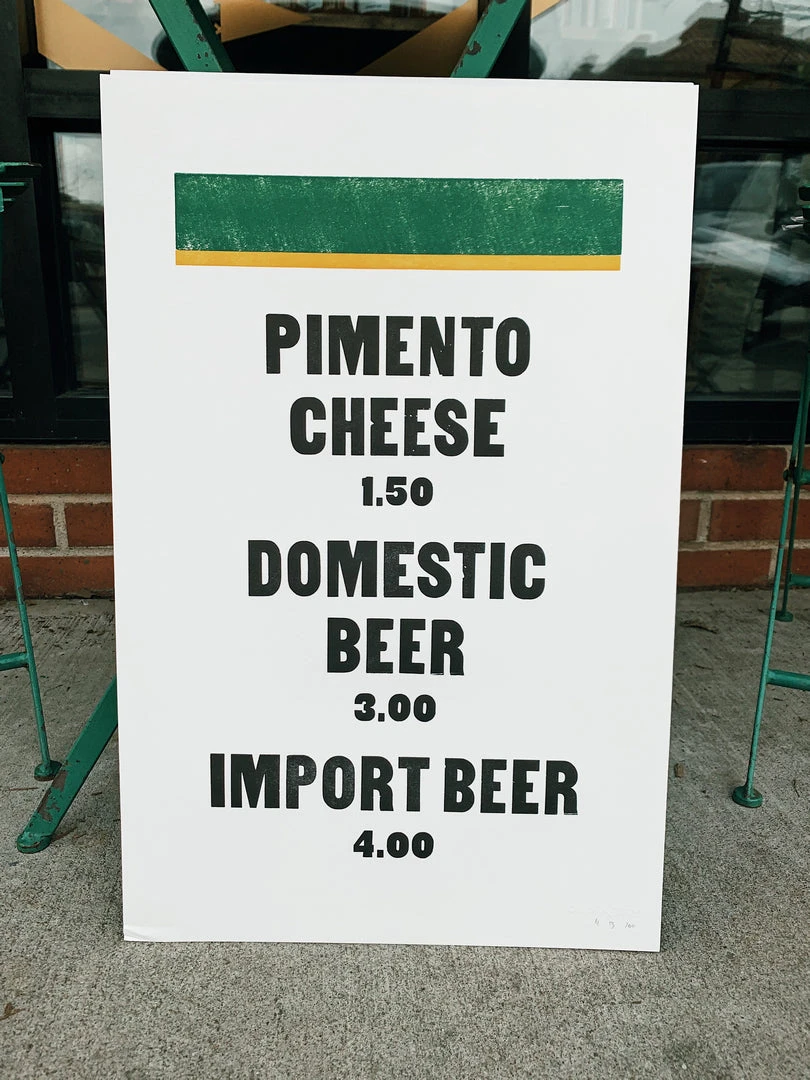 PIMENTO
CHEESE
1.50
DOMESTIC
BEER
3.00
IMPORT BEER
4.00